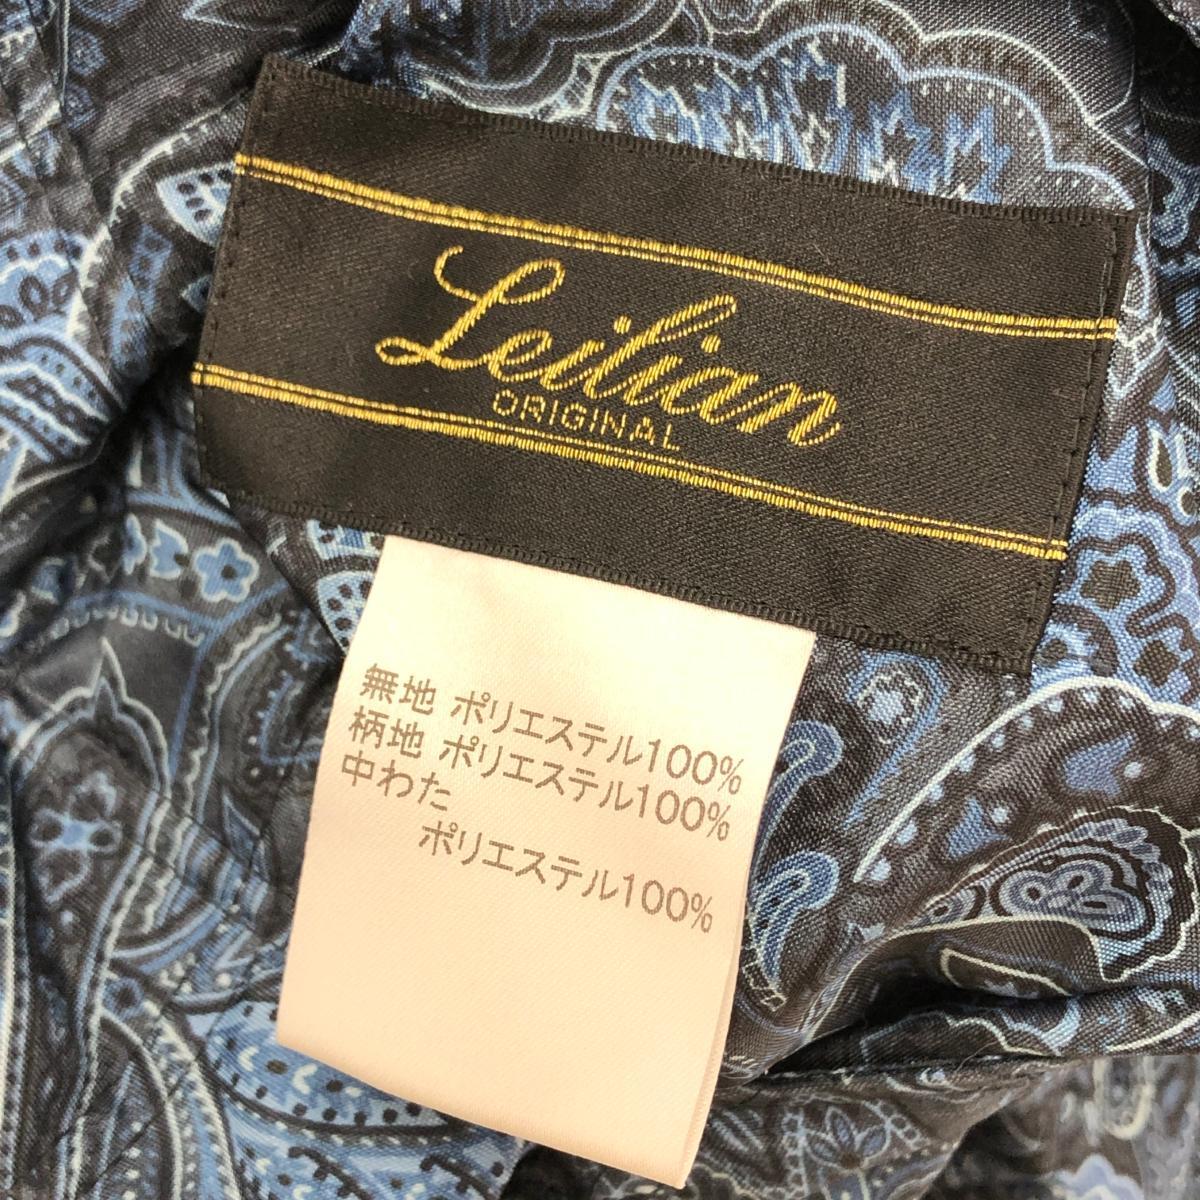 Leilian
ORIGINAL
無地 ポリエステル100%
柄地 ポリエステル100%
中わた
ポリエステル100%